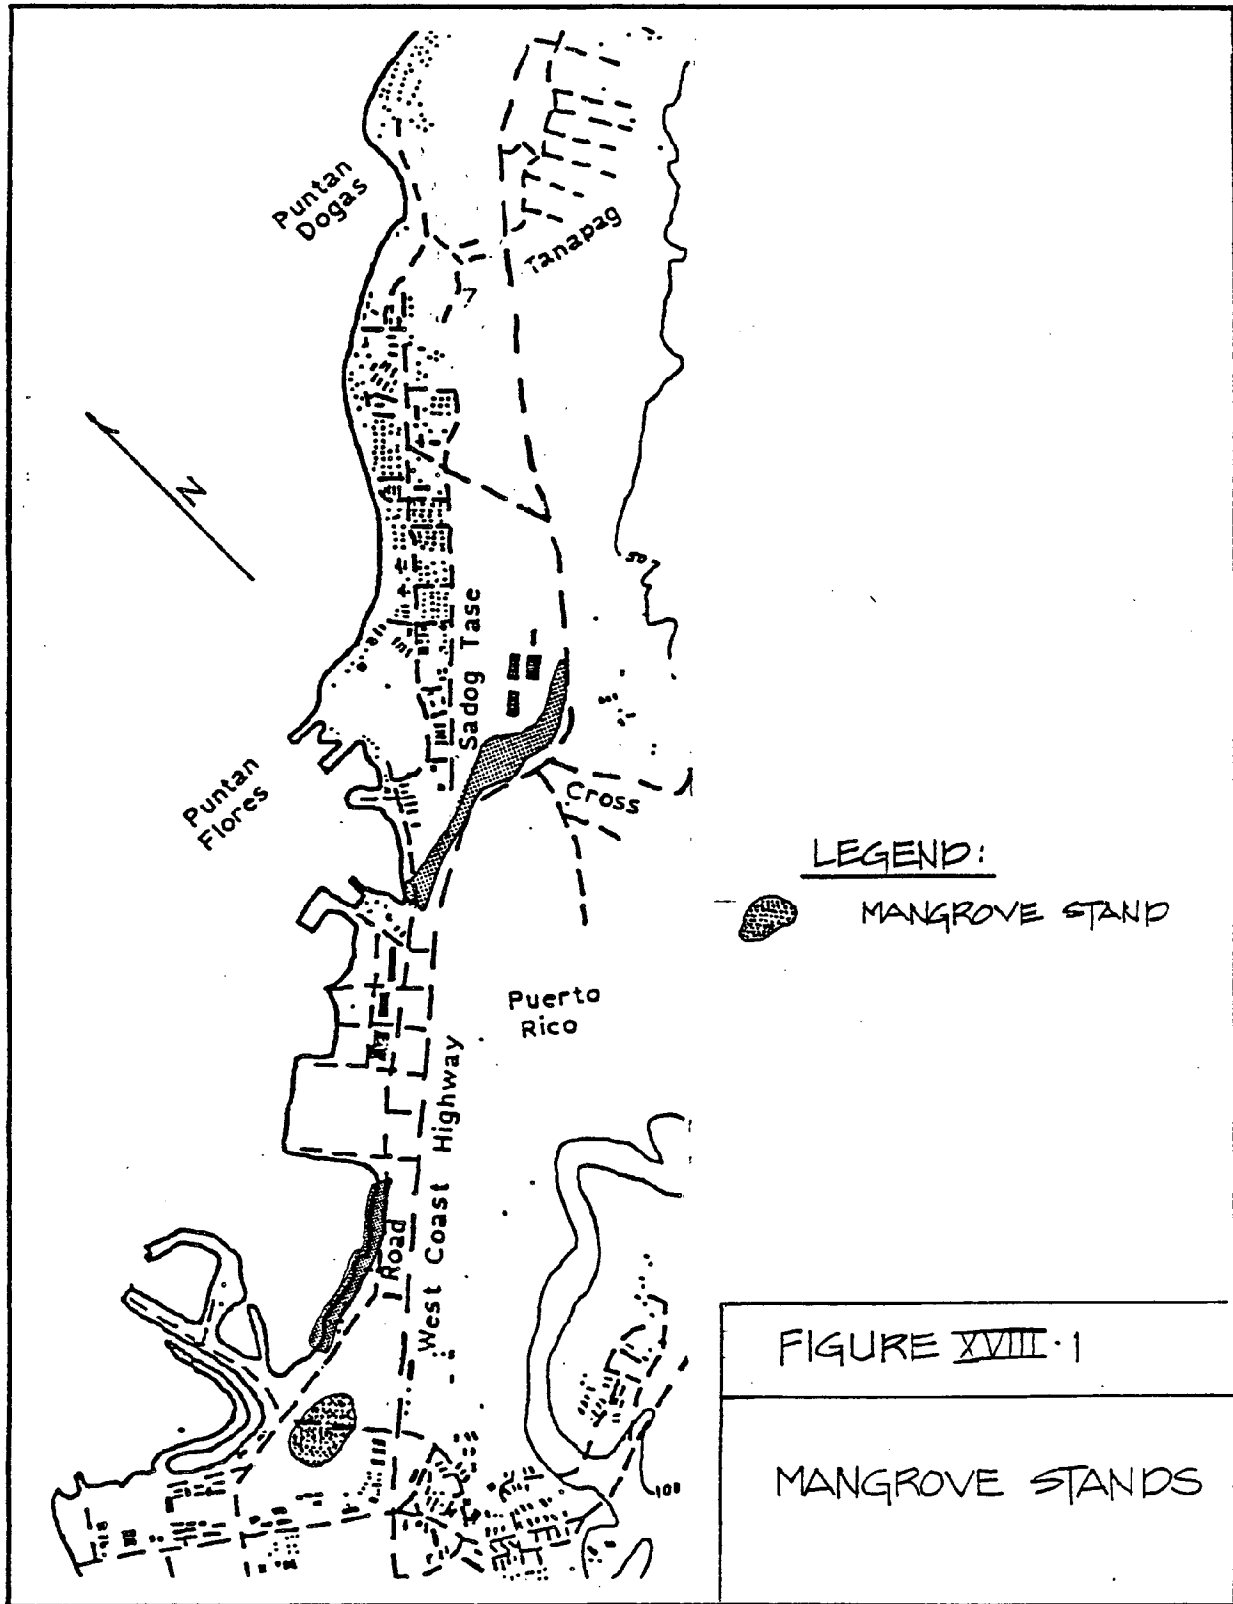 Puntan
Dogas
Tanapag
N
Sadog Tase
Puntan
Flores
Cross
LEGEND:
MANGROVE STAND
Puerto
Rico
West Coast Highway
Road
100
FIGURE XVIII·1
MANGROVE STANDS